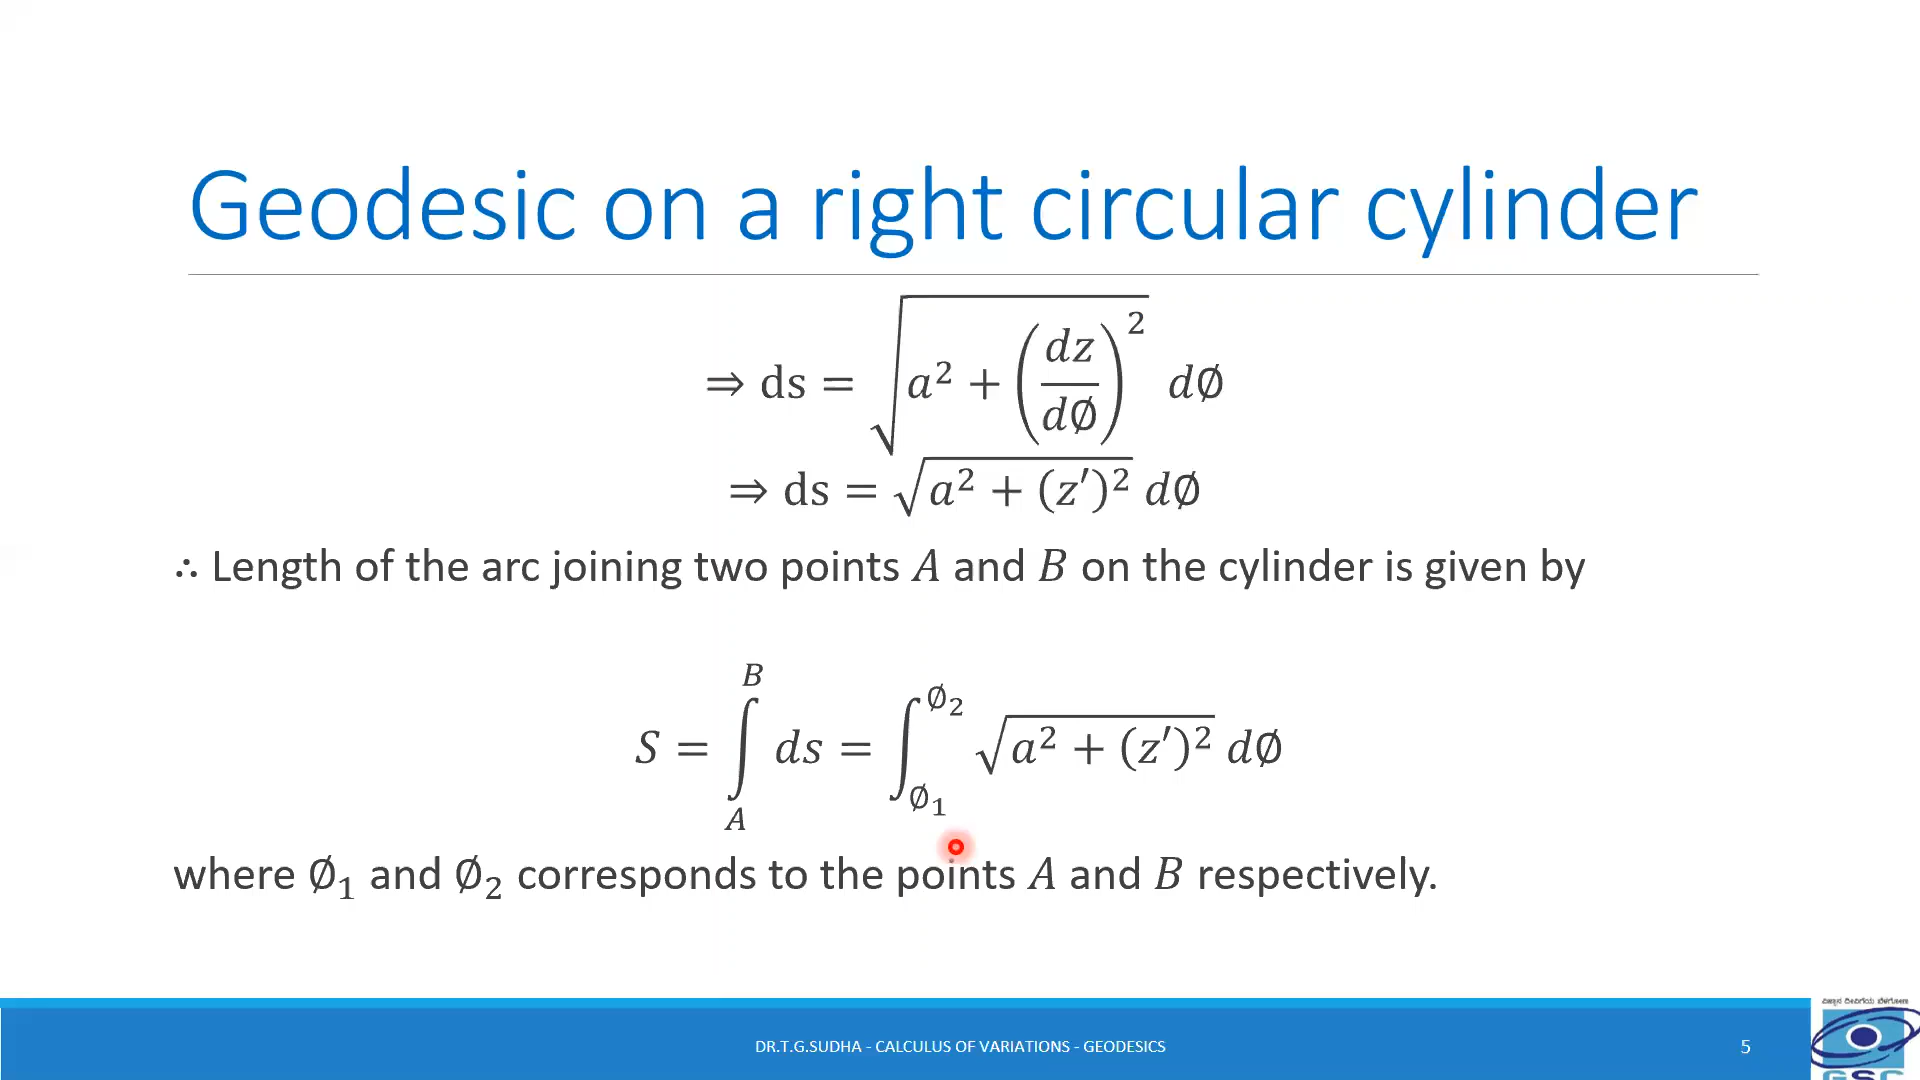 Geodesic on a right circular cylinder
⇒ ds = √(a² + (dz/d∅)²) d∅
⇒ ds = √(a² + (z′)²) d∅
∴ Length of the arc joining two points A and B on the cylinder is given by
S = ∫_A^B ds = ∫_{∅₁}^{∅₂} √(a² + (z′)²) d∅
where ∅₁ and ∅₂ corresponds to the points A and B respectively.
DR.T.G.SUDHA - CALCULUS OF VARIATIONS - GEODESICS
5
GSC